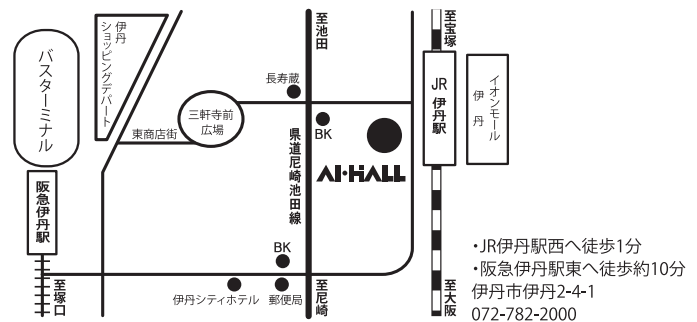 バスターミナル
阪急伊丹駅
至塚口
伊丹
ショッピングデパート
東商店街
三軒寺前
広場
長寿蔵
至池田
県道尼崎池田線
至尼崎
BK
AI・HALL
BK
伊丹シティホテル
郵便局
至宝塚
JR
伊丹駅
至大阪
イオンモール
伊丹
・JR伊丹駅西へ徒歩1分
・阪急伊丹駅東へ徒歩約10分
伊丹市伊丹2-4-1
072-782-2000